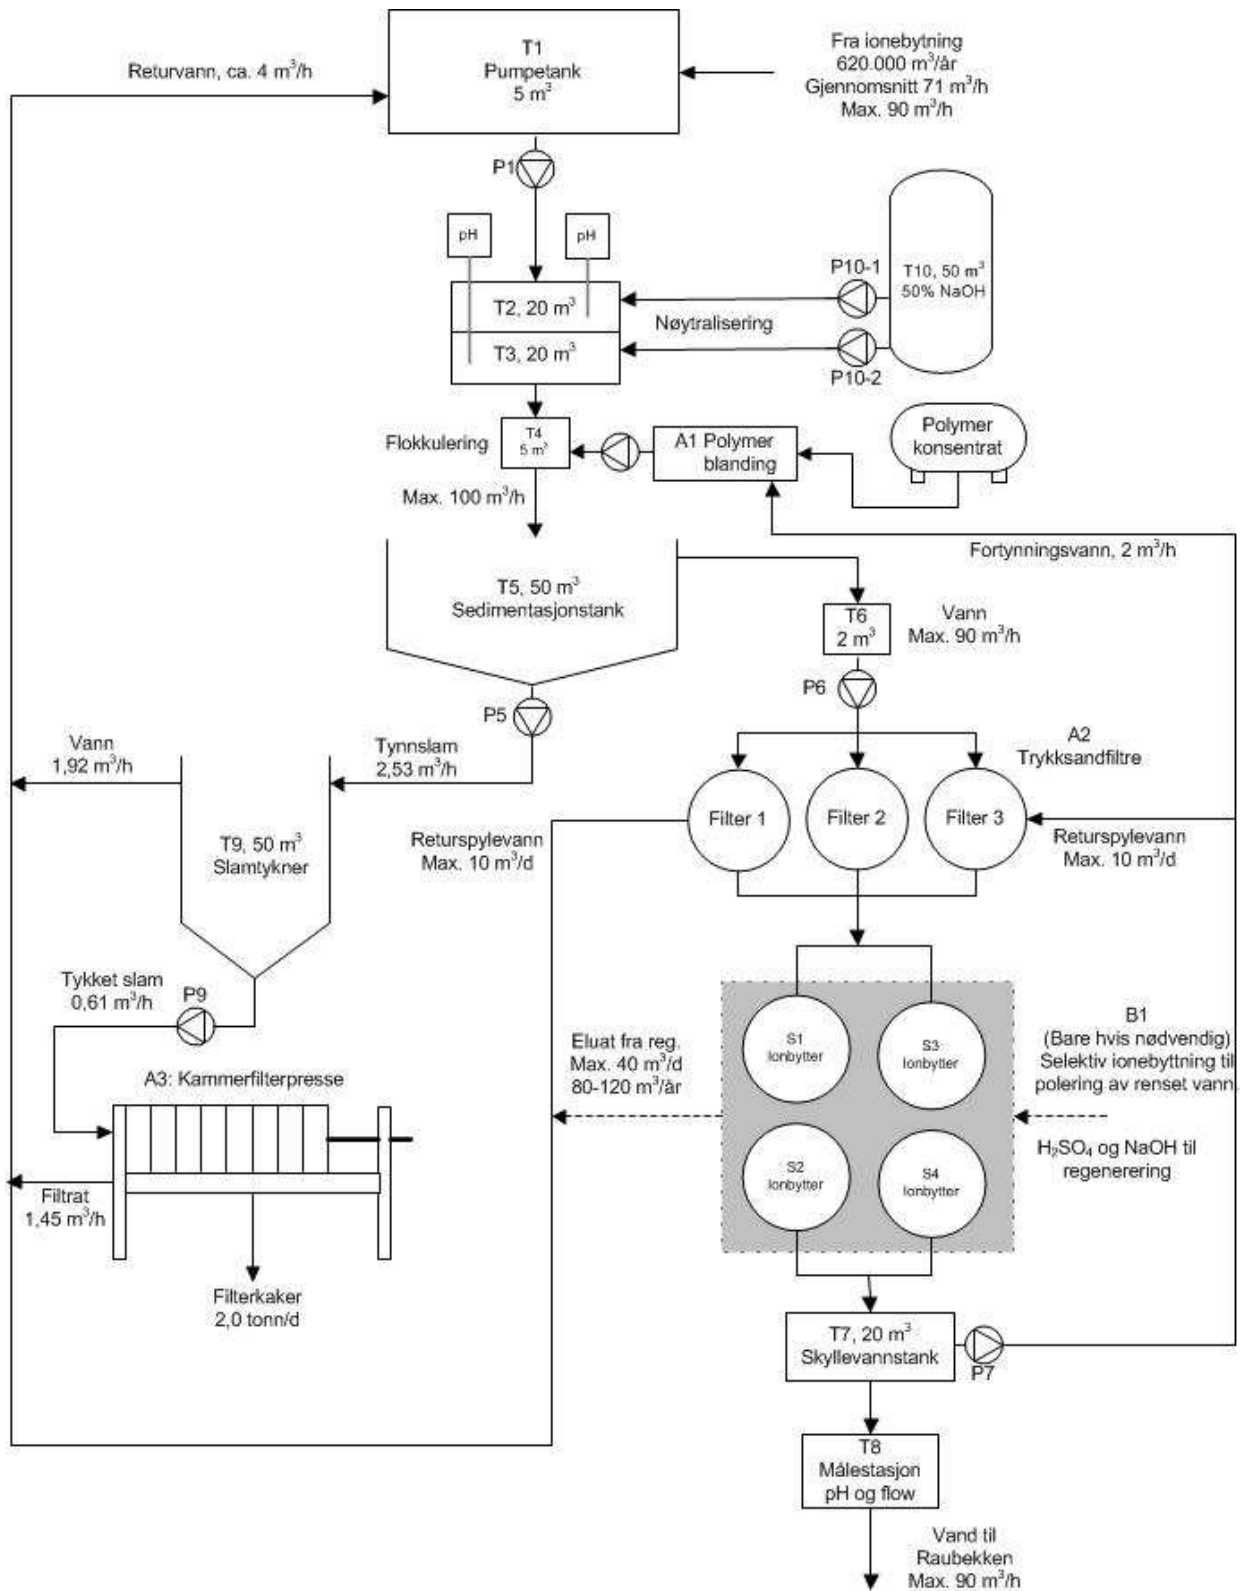 T1
Pumpetank
5 m³
Returvann, ca. 4 m³/h
Fra ionebytning
620.000 m³/år
Gjennomsnitt 71 m³/h
Max. 90 m³/h
P1
pH
pH
T2, 20 m³
T3, 20 m³
Nøytralisering
P10-1
P10-2
T10, 50 m³
50% NaOH
Flokkulering
T4
5 m³
A1 Polymer
blanding
Polymer
konsentrat
Max. 100 m³/h
Fortynningsvann, 2 m³/h
T5, 50 m³
Sedimentasjonstank
T6
2 m³
Vann
Max. 90 m³/h
P5
P6
Vann
1,92 m³/h
Tynnslam
2,53 m³/h
A2
Trykksandfiltre
Filter 1
Filter 2
Filter 3
T9, 50 m³
Slamtykner
Returspylevann
Max. 10 m³/d
Returspylevann
Max. 10 m³/d
Tykket slam
0,61 m³/h
P9
A3: Kammerfilterpresse
Eluat fra reg.
Max. 40 m³/d
80-120 m³/år
S1
Ionbytter
S3
Ionbytter
S2
Ionbytter
S4
Ionbytter
B1
(Bare hvis nødvendig)
Selektiv ionebyttning til
polering av renset vann.
H₂SO₄ og NaOH til
regenerering
Filtrat
1,45 m³/h
Filterkaker
2,0 tonn/d
T7, 20 m³
Skyllevannstank
P7
T8
Målestasjon
pH og flow
Vand til
Raubekken
Max. 90 m³/h